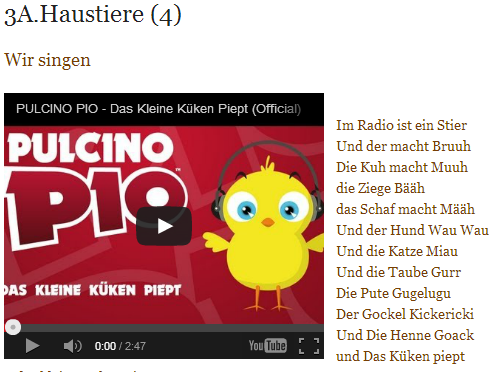 3A.Haustiere (4)
Wir singen
PULCINO PIO - Das Kleine Küken Piept (Official)
PULCINO
PIO™
DAS KLEINE KÜKEN PIEPT
0:00 / 2:47
YouTube
Im Radio ist ein Stier
Und der macht Bruuh
Die Kuh macht Muuh
die Ziege Bääh
das Schaf macht Määh
Und der Hund Wau Wau
Und die Katze Miau
Und die Taube Gurr
Die Pute Gugelugu
Der Gockel Kickericki
Und Die Henne Goack
und Das Küken piept